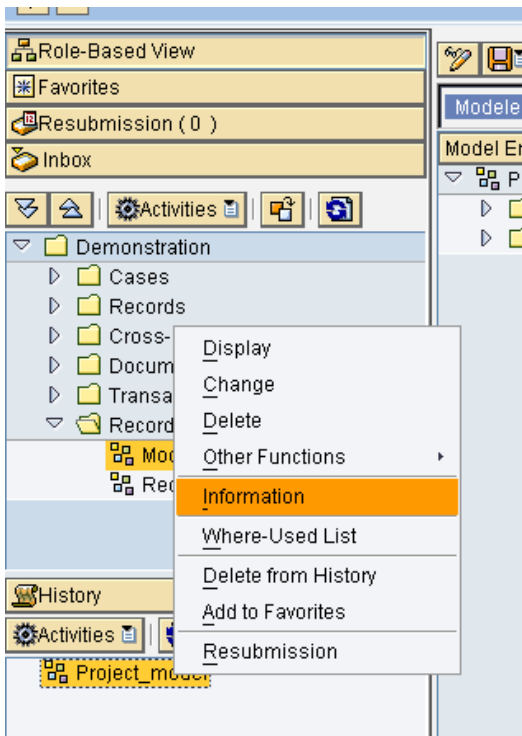 Role-Based View
Favorites
Resubmission ( 0 )
Inbox
Activities
Demonstration
Cases
Records
Cross-
Transa
Record
History
Activities
Project_model
Display
Change
Delete
Other Functions
Information
Where-Used List
Delete from History
Add to Favorites
Resubmission
Modele
Model En
P